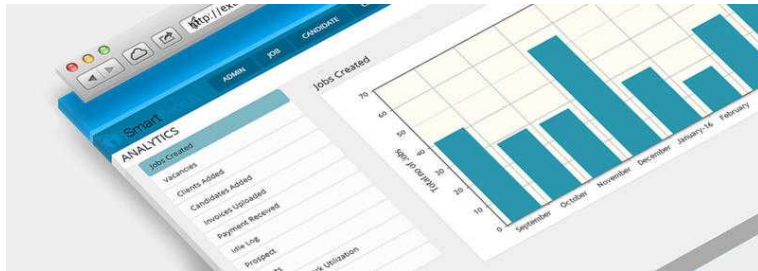 http://ex
ADMIN
JOB
CANDIDATE
Smart
ANALYTICS
Jobs Created
vacancies
Clients Added
Candidates Added
Invoices Uploaded
Payment Received
Idle Log
Prospect
Utilization
Jobs Created
Total no of Jobs
70
60
50
40
30
20
10
0
September
October
November
December
January-16
February